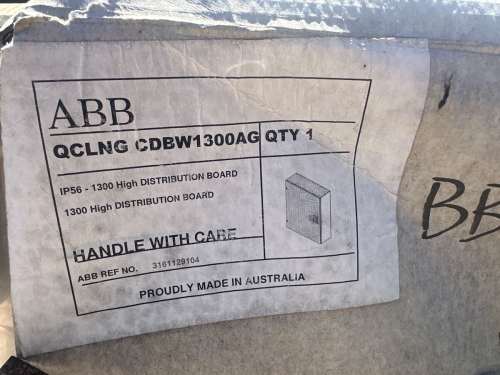 ABB
QCLNG CDBW1300AG QTY 1
IP56 - 1300 High DISTRIBUTION BOARD
1300 High DISTRIBUTION BOARD
HANDLE WITH CARE
ABB REF NO. 3161129104
PROUDLY MADE IN AUSTRALIA
BB